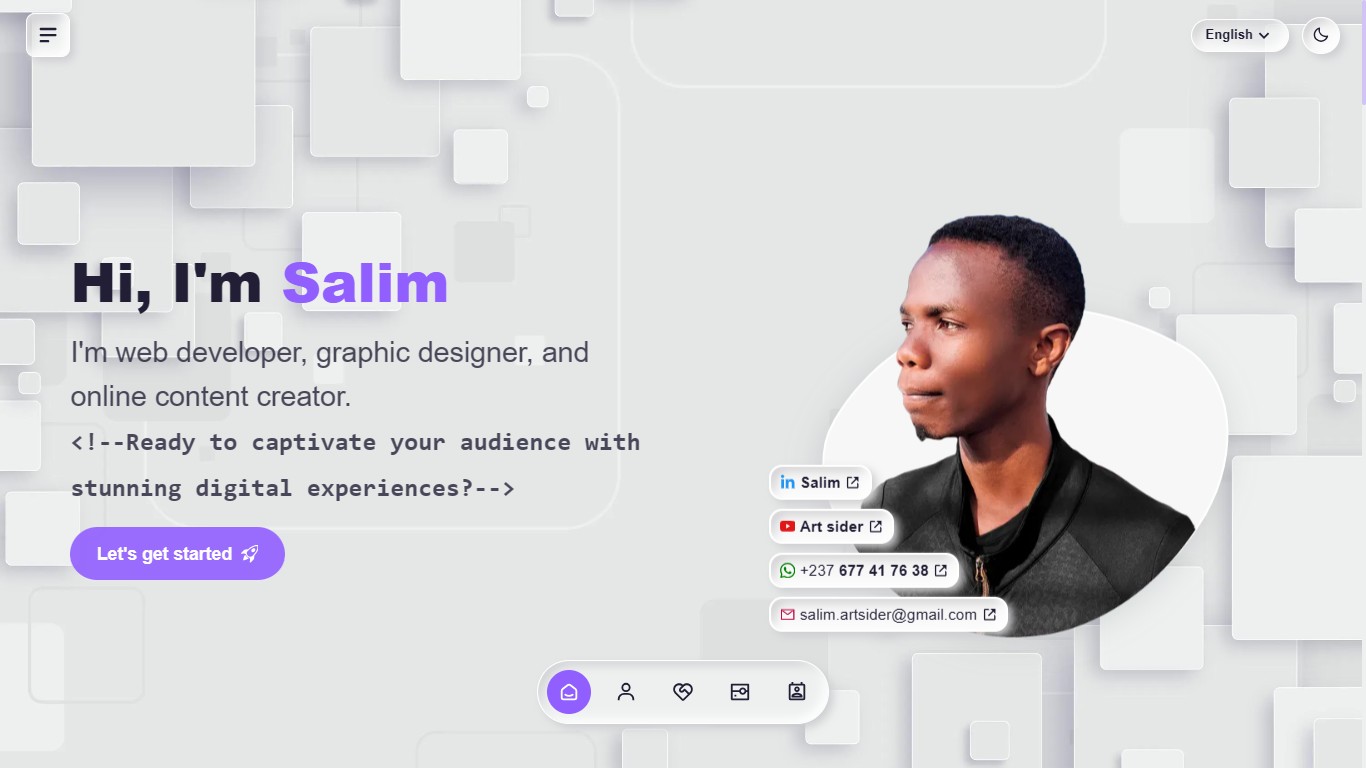 English
Hi, I'm Salim
I'm web developer, graphic designer, and
online content creator.
<!--Ready to captivate your audience with
stunning digital experiences?-->
Let's get started
in Salim
Art sider
+237 677 41 76 38
salim.artsider@gmail.com